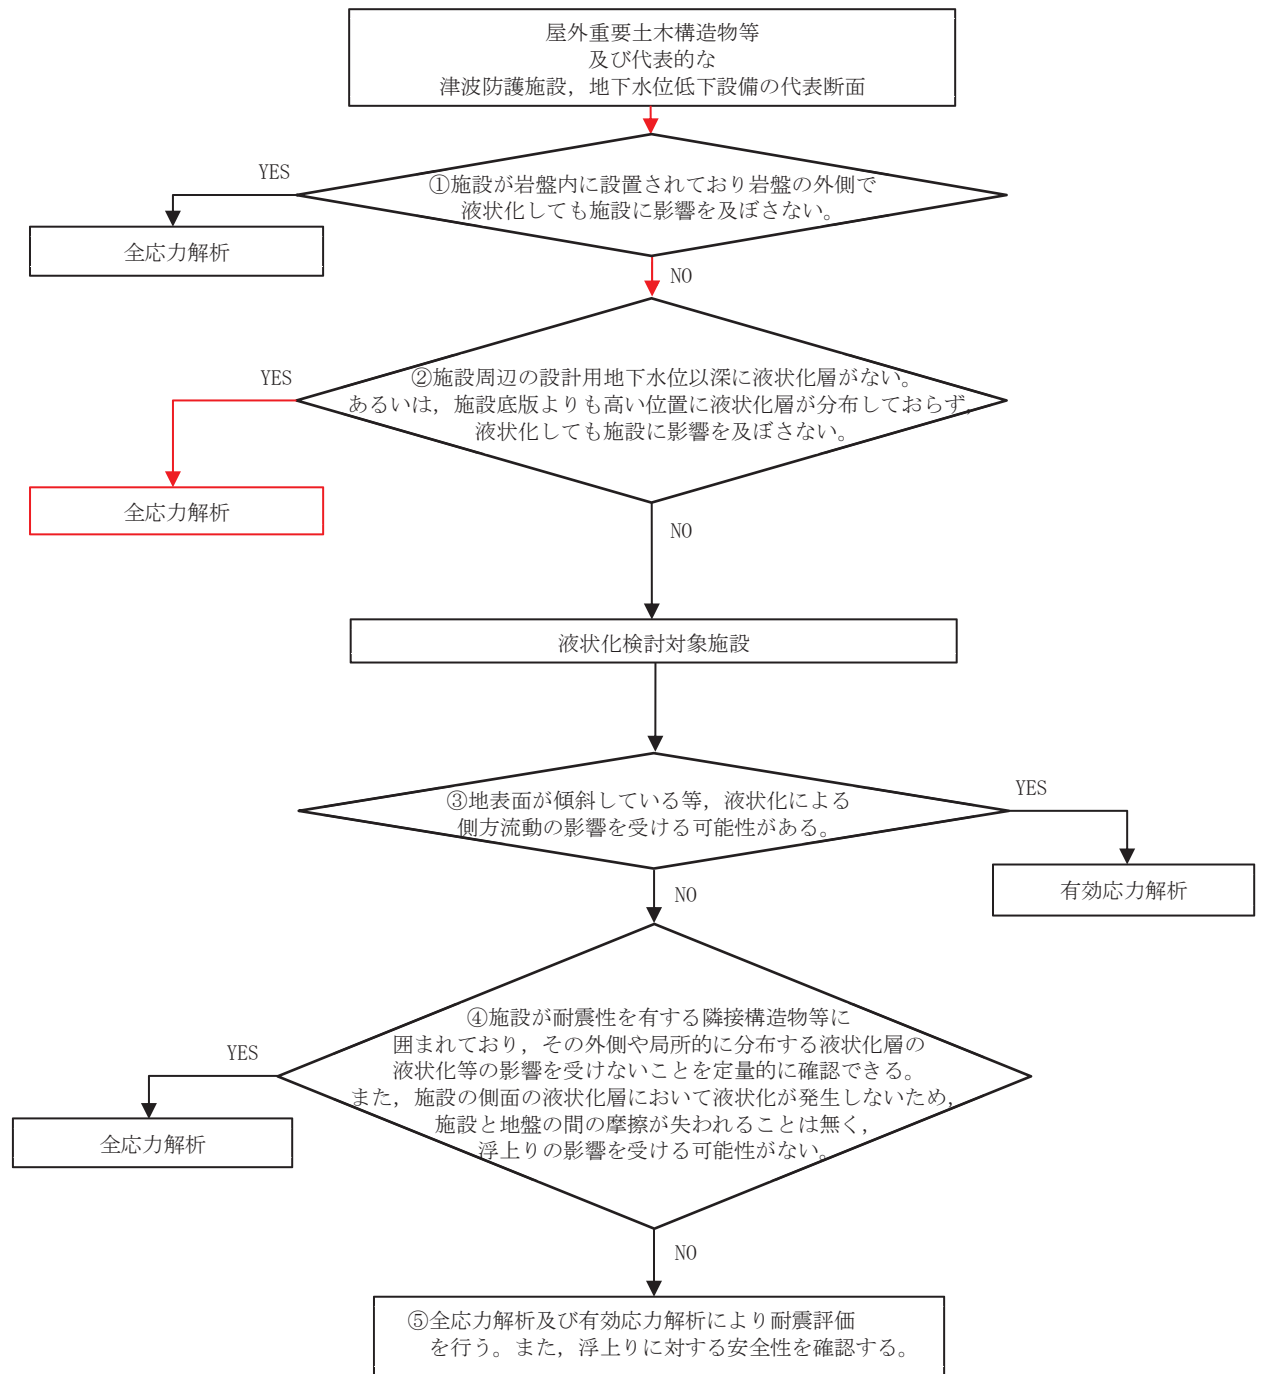 屋外重要土木構造物等
及び代表的な
津波防護施設，地下水位低下設備の代表断面
YES
①施設が岩盤内に設置されており岩盤の外側で
液状化しても施設に影響を及ぼさない。
全応力解析
NO
YES
②施設周辺の設計用地下水位以深に液状化層がない。
あるいは，施設底版よりも高い位置に液状化層が分布しておらず，
液状化しても施設に影響を及ぼさない。
全応力解析
NO
液状化検討対象施設
③地表面が傾斜している等，液状化による
側方流動の影響を受ける可能性がある。
YES
有効応力解析
NO
④施設が耐震性を有する隣接構造物等に
囲まれており，その外側や局所的に分布する液状化層の
液状化等の影響を受けないことを定量的に確認できる。
また，施設の側面の液状化層において液状化が発生しないため，
施設と地盤の間の摩擦が失われることは無く，
浮上りの影響を受ける可能性がない。
YES
全応力解析
NO
⑤全応力解析及び有効応力解析により耐震評価
を行う。また，浮上りに対する安全性を確認する。